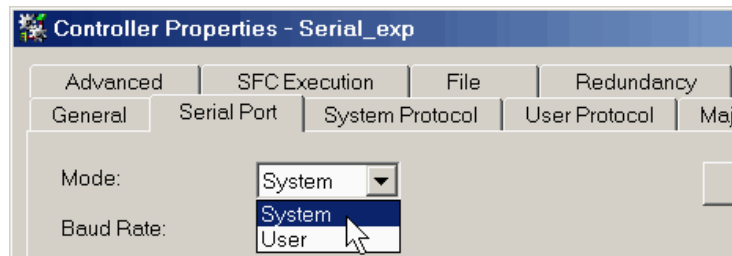 Controller Properties - Serial_exp
Advanced SFC Execution File Redundancy
General Serial Port System Protocol User Protocol Maj
Mode: System
System
Baud Rate: User